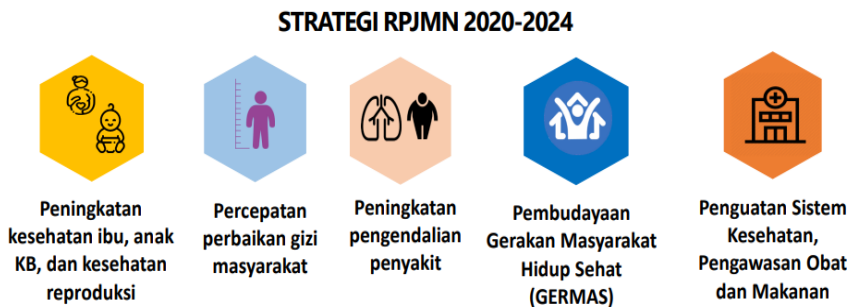 STRATEGI RPJMN 2020-2024
Peningkatan
kesehatan ibu, anak
KB, dan kesehatan
reproduksi
Percepatan
perbaikan gizi
masyarakat
Peningkatan
pengendalian
penyakit
Pembudayaan
Gerakan Masyarakat
Hidup Sehat
(GERMAS)
Penguatan Sistem
Kesehatan,
Pengawasan Obat
dan Makanan